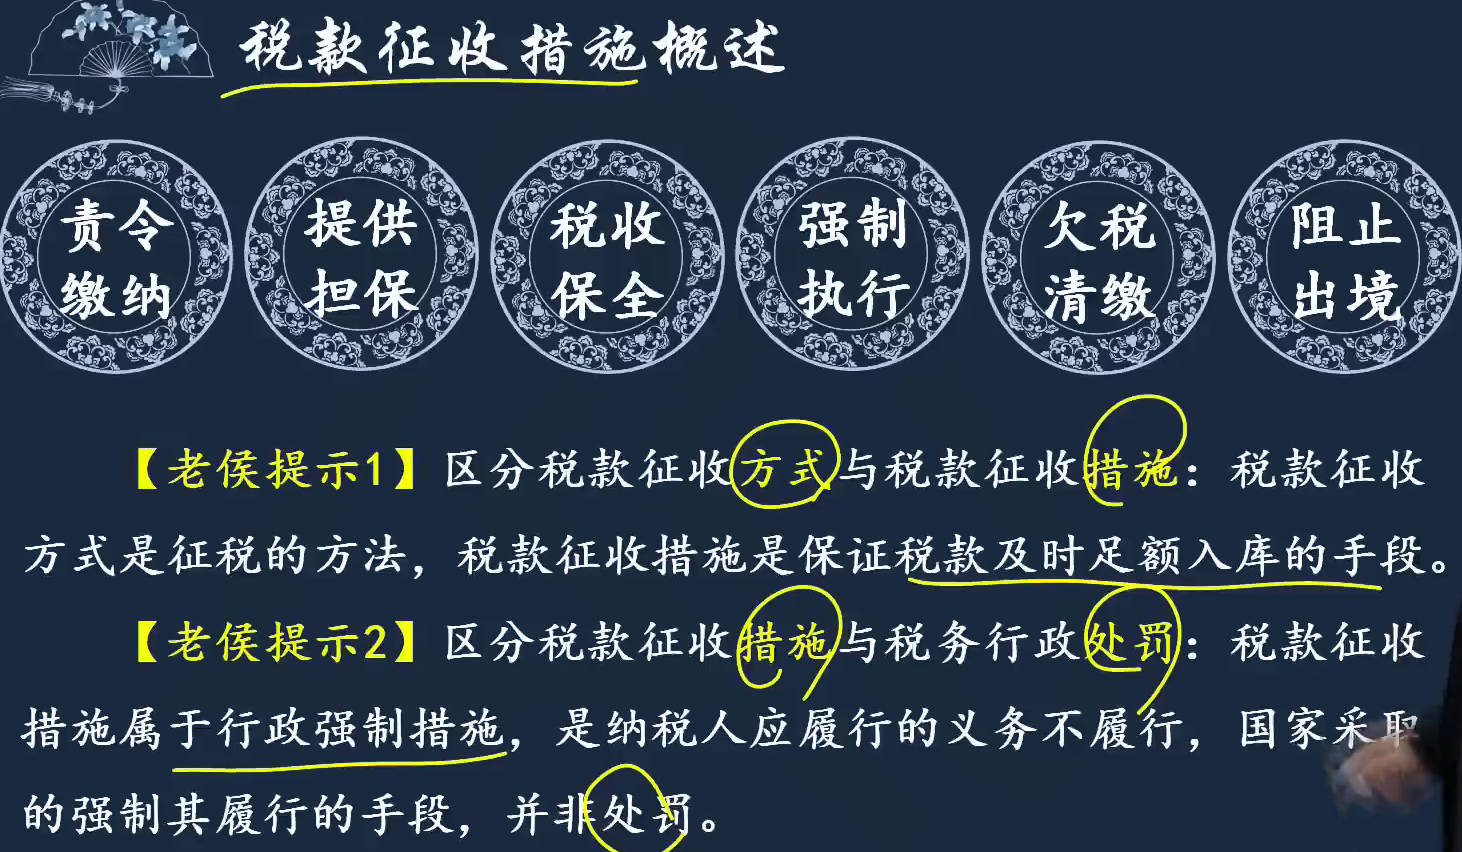 税款征收措施概述
责令 提供 税收 强制 欠税 阻止
缴纳 担保 保全 执行 清缴 出境
【老侯提示1】区分税款征收方式与税款征收措施：税款征收
方式是征税的方法，税款征收措施是保证税款及时足额入库的手段。
【老侯提示2】区分税款征收措施与税务行政处罚：税款征收
措施属于行政强制措施，是纳税人应履行的义务不履行，国家采取
的强制其履行的手段，并非处罚。